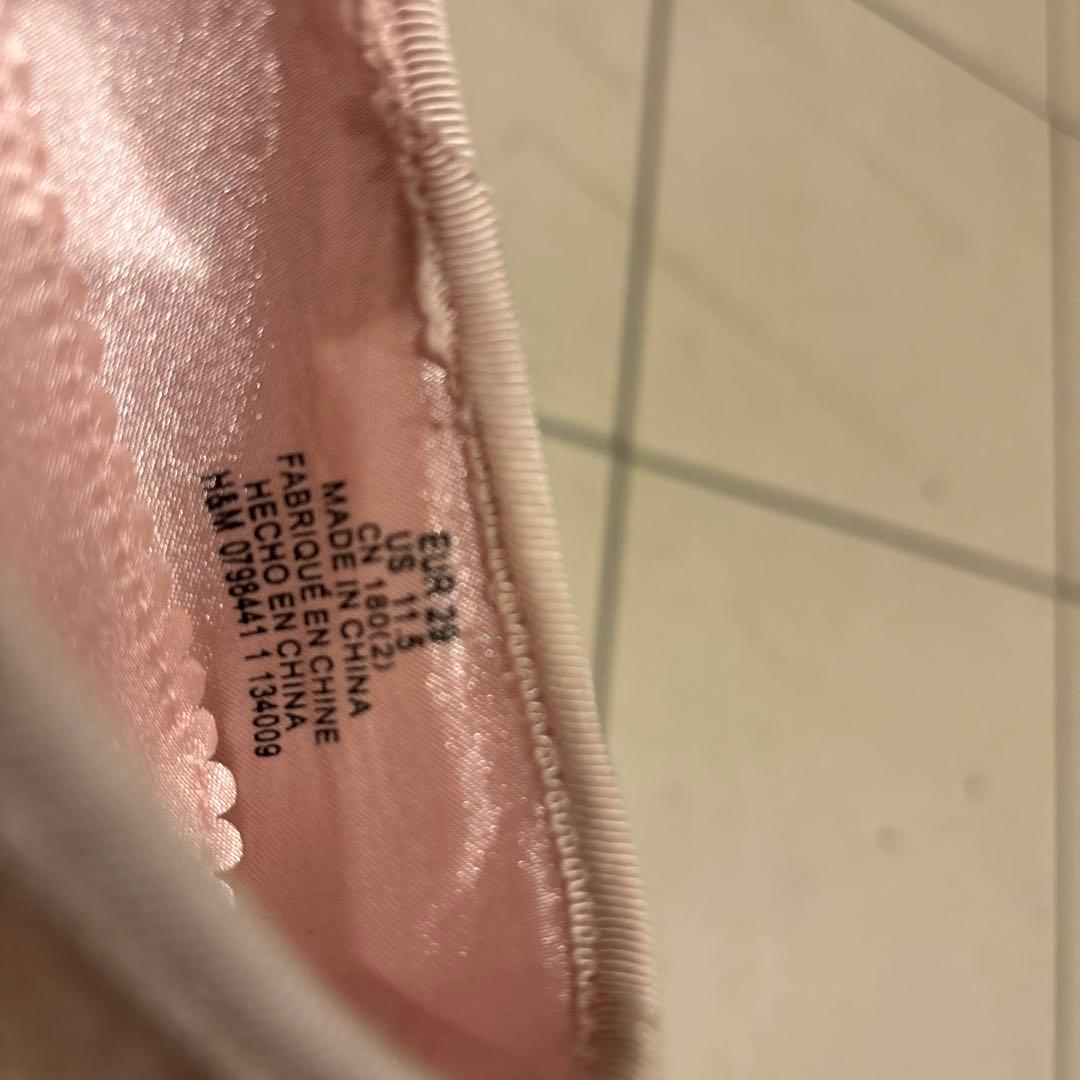 EUR 29
US 11.5
CN 180(2)
MADE IN CHINA
FABRIQUÉ EN CHINE
HECHO EN CHINA
H&M 0798441 1 134009